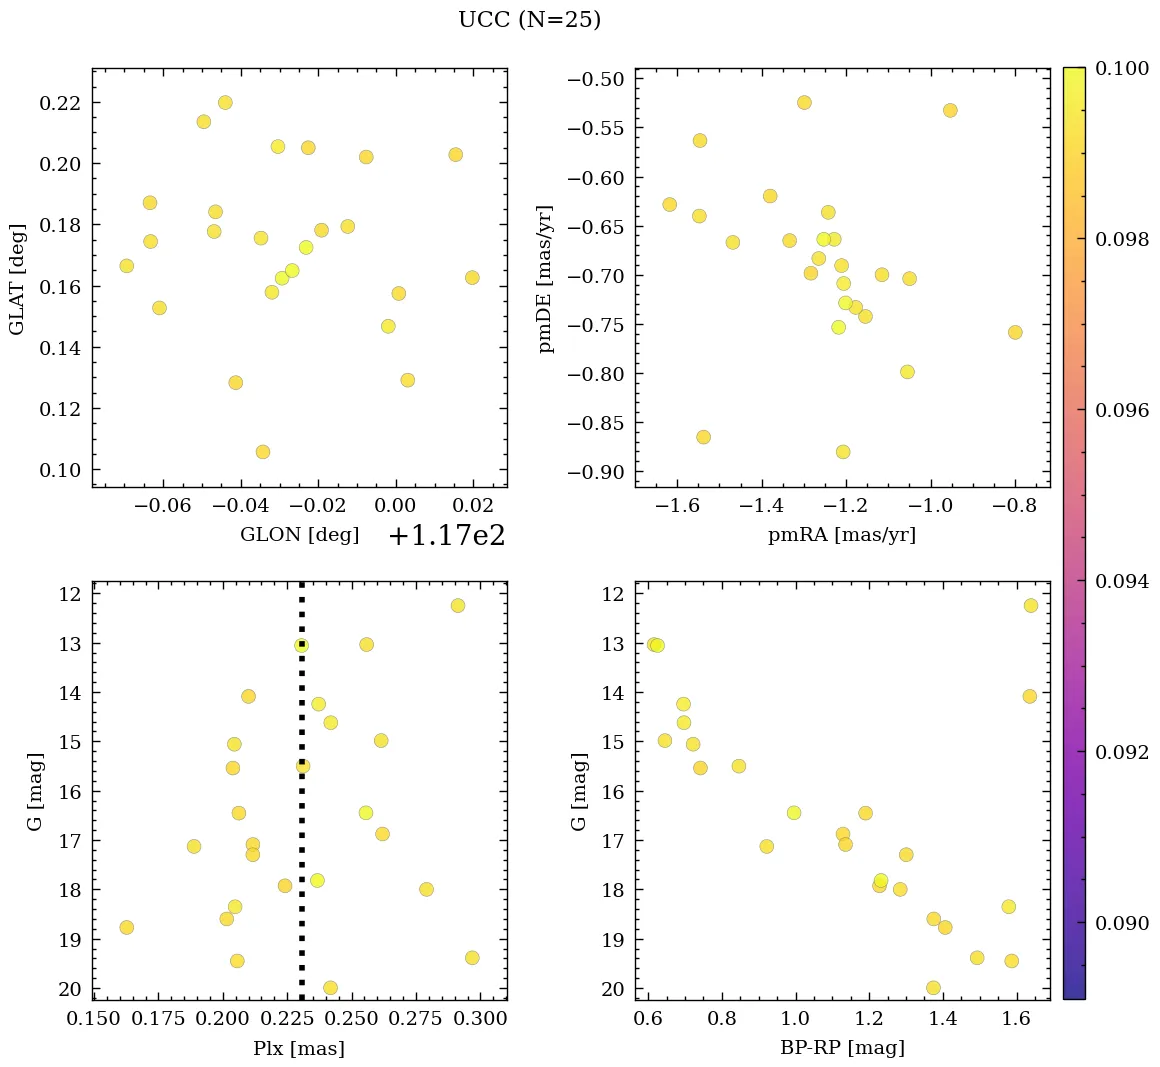 UCC (N=25)
0.22
0.20
0.18
0.16
0.14
0.12
0.10
GLAT [deg]
−0.06 −0.04 −0.02 0.00 0.02
GLON [deg]
+1.17e2
−0.50
−0.55
−0.60
−0.65
−0.70
−0.75
−0.80
−0.85
−0.90
pmDE [mas/yr]
−1.6 −1.4 −1.2 −1.0 −0.8
pmRA [mas/yr]
0.100
0.098
0.096
0.094
0.092
0.090
12
13
14
15
16
17
18
19
20
G [mag]
0.150 0.175 0.200 0.225 0.250 0.275 0.300
Plx [mas]
12
13
14
15
16
17
18
19
20
G [mag]
0.6 0.8 1.0 1.2 1.4 1.6
BP-RP [mag]